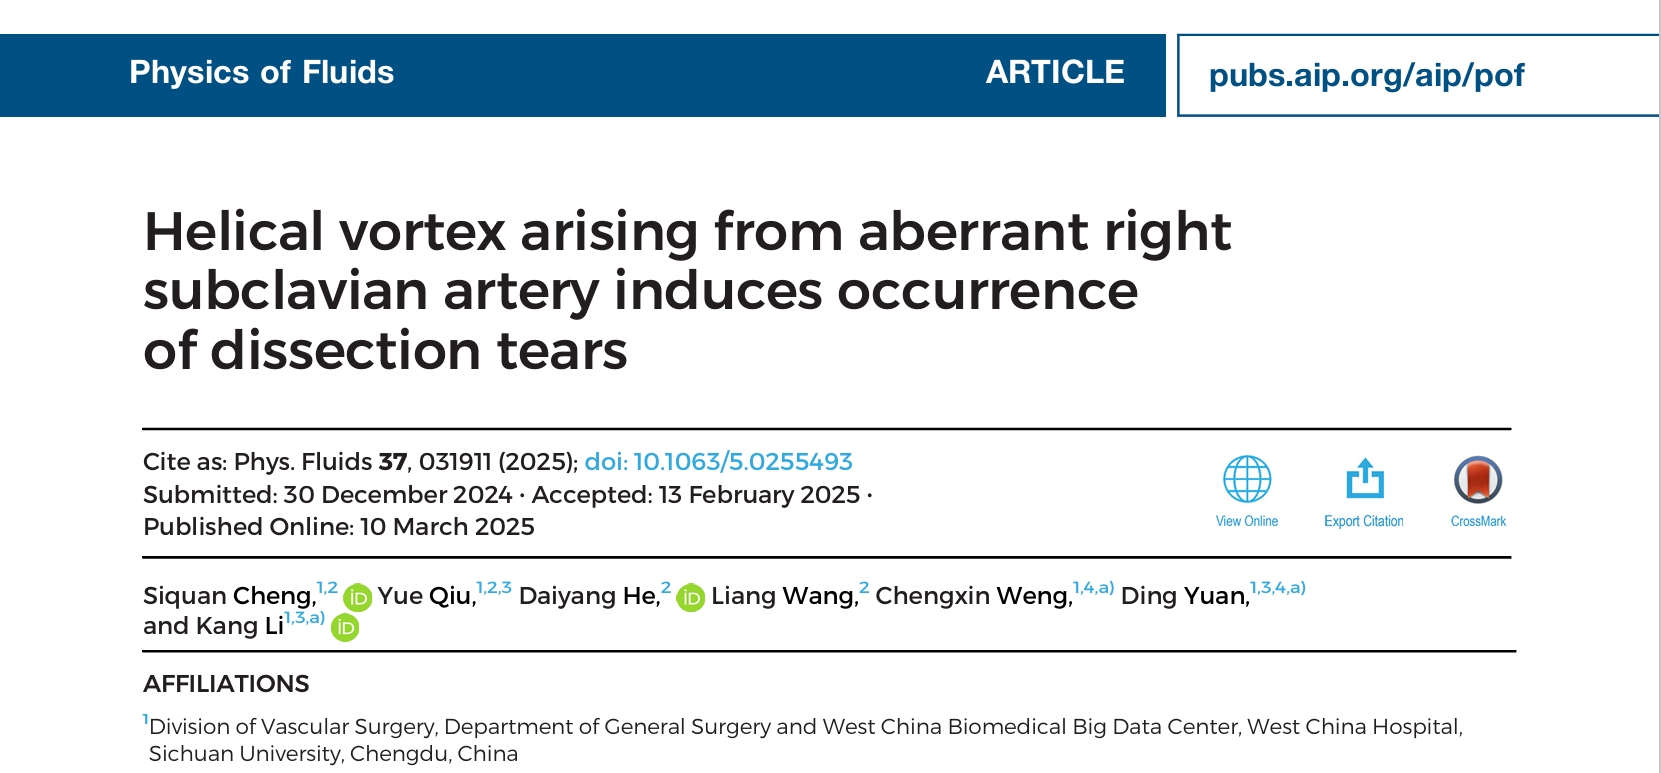 Physics of Fluids
ARTICLE
pubs.aip.org/aip/pof
Helical vortex arising from aberrant right
subclavian artery induces occurrence
of dissection tears
Cite as: Phys. Fluids 37, 031911 (2025); doi: 10.1063/5.0255493
Submitted: 30 December 2024 · Accepted: 13 February 2025 ·
Published Online: 10 March 2025
View Online
Export Citation
CrossMark
Siquan Cheng,1,2 iD Yue Qiu,1,2,3 Daiyang He,2 iD Liang Wang,2 Chengxin Weng,1,4,a) Ding Yuan,1,3,4,a)
and Kang Li1,3,a) iD
AFFILIATIONS
1Division of Vascular Surgery, Department of General Surgery and West China Biomedical Big Data Center, West China Hospital,
Sichuan University, Chengdu, China